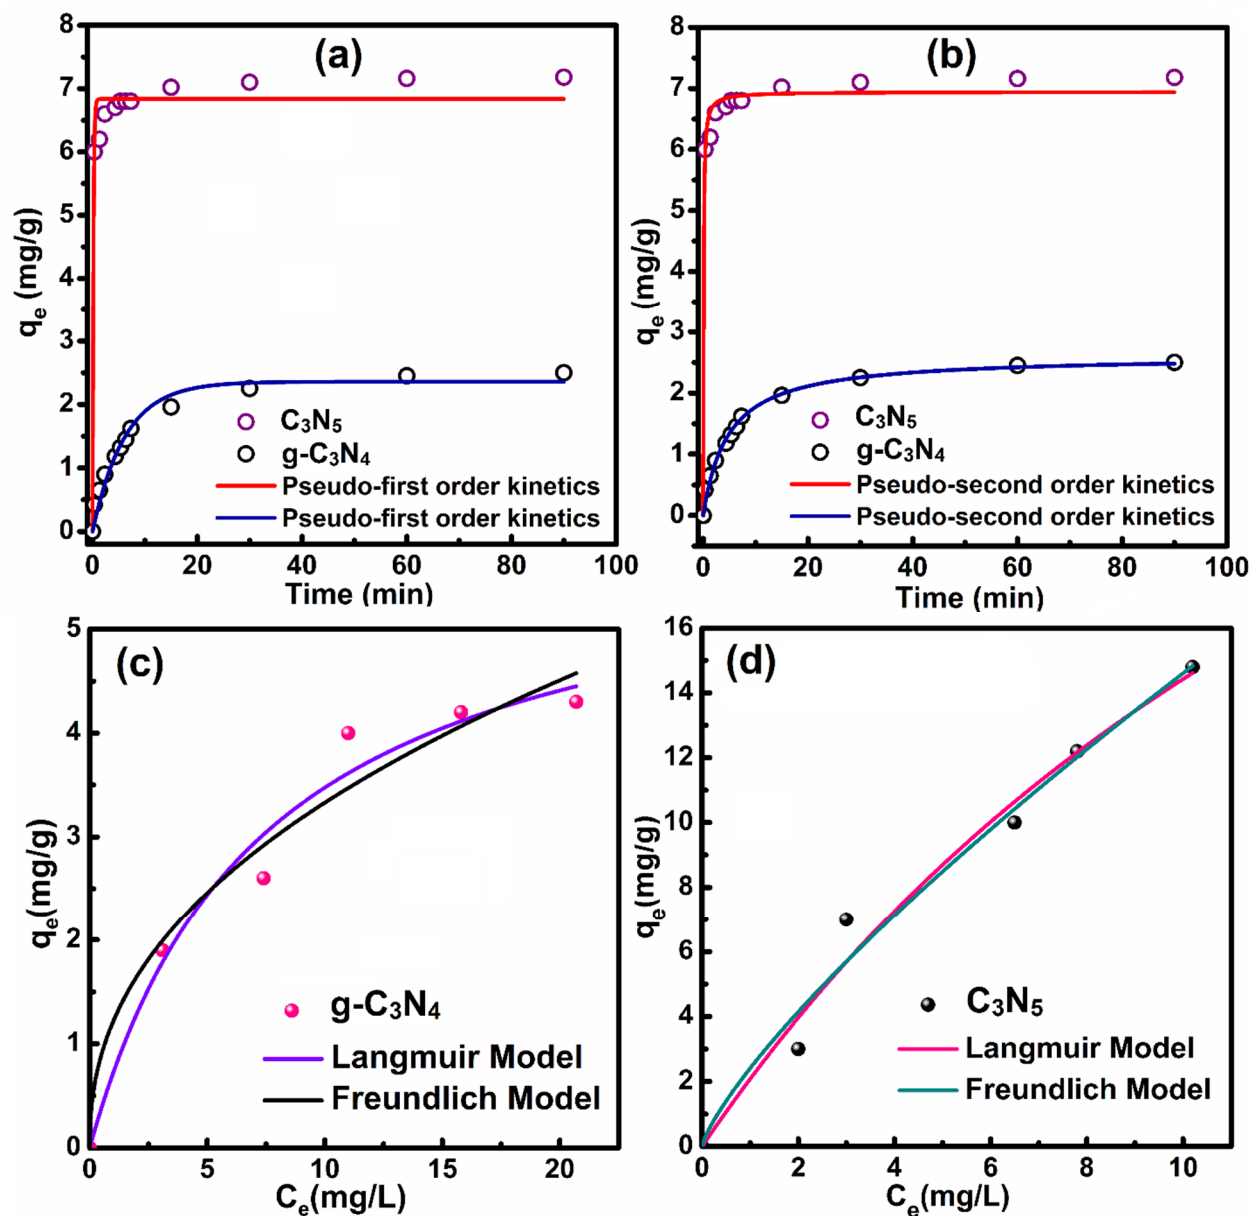 (a)
8
7
6
5
4
3
2
1
0
qₑ (mg/g)
C₃N₅
g-C₃N₄
Pseudo-first order kinetics
Pseudo-first order kinetics
0 20 40 60 80 100
Time (min)
(b)
8
7
6
5
4
3
2
1
0
qₑ (mg/g)
C₃N₅
g-C₃N₄
Pseudo-second order kinetics
Pseudo-second order kinetics
0 20 40 60 80 100
Time (min)
(c)
5
4
3
2
1
0
qₑ(mg/g)
g-C₃N₄
Langmuir Model
Freundlich Model
0 5 10 15 20
Cₑ(mg/L)
(d)
16
14
12
10
8
6
4
2
0
qₑ(mg/g)
C₃N₅
Langmuir Model
Freundlich Model
0 2 4 6 8 10
Cₑ(mg/L)